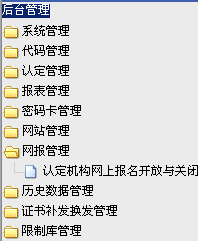 后台管理
系统管理
代码管理
认定管理
报表管理
密码卡管理
网站管理
网报管理
认定机构网上报名开放与关闭
历史数据管理
证书补发换发管理
限制库管理